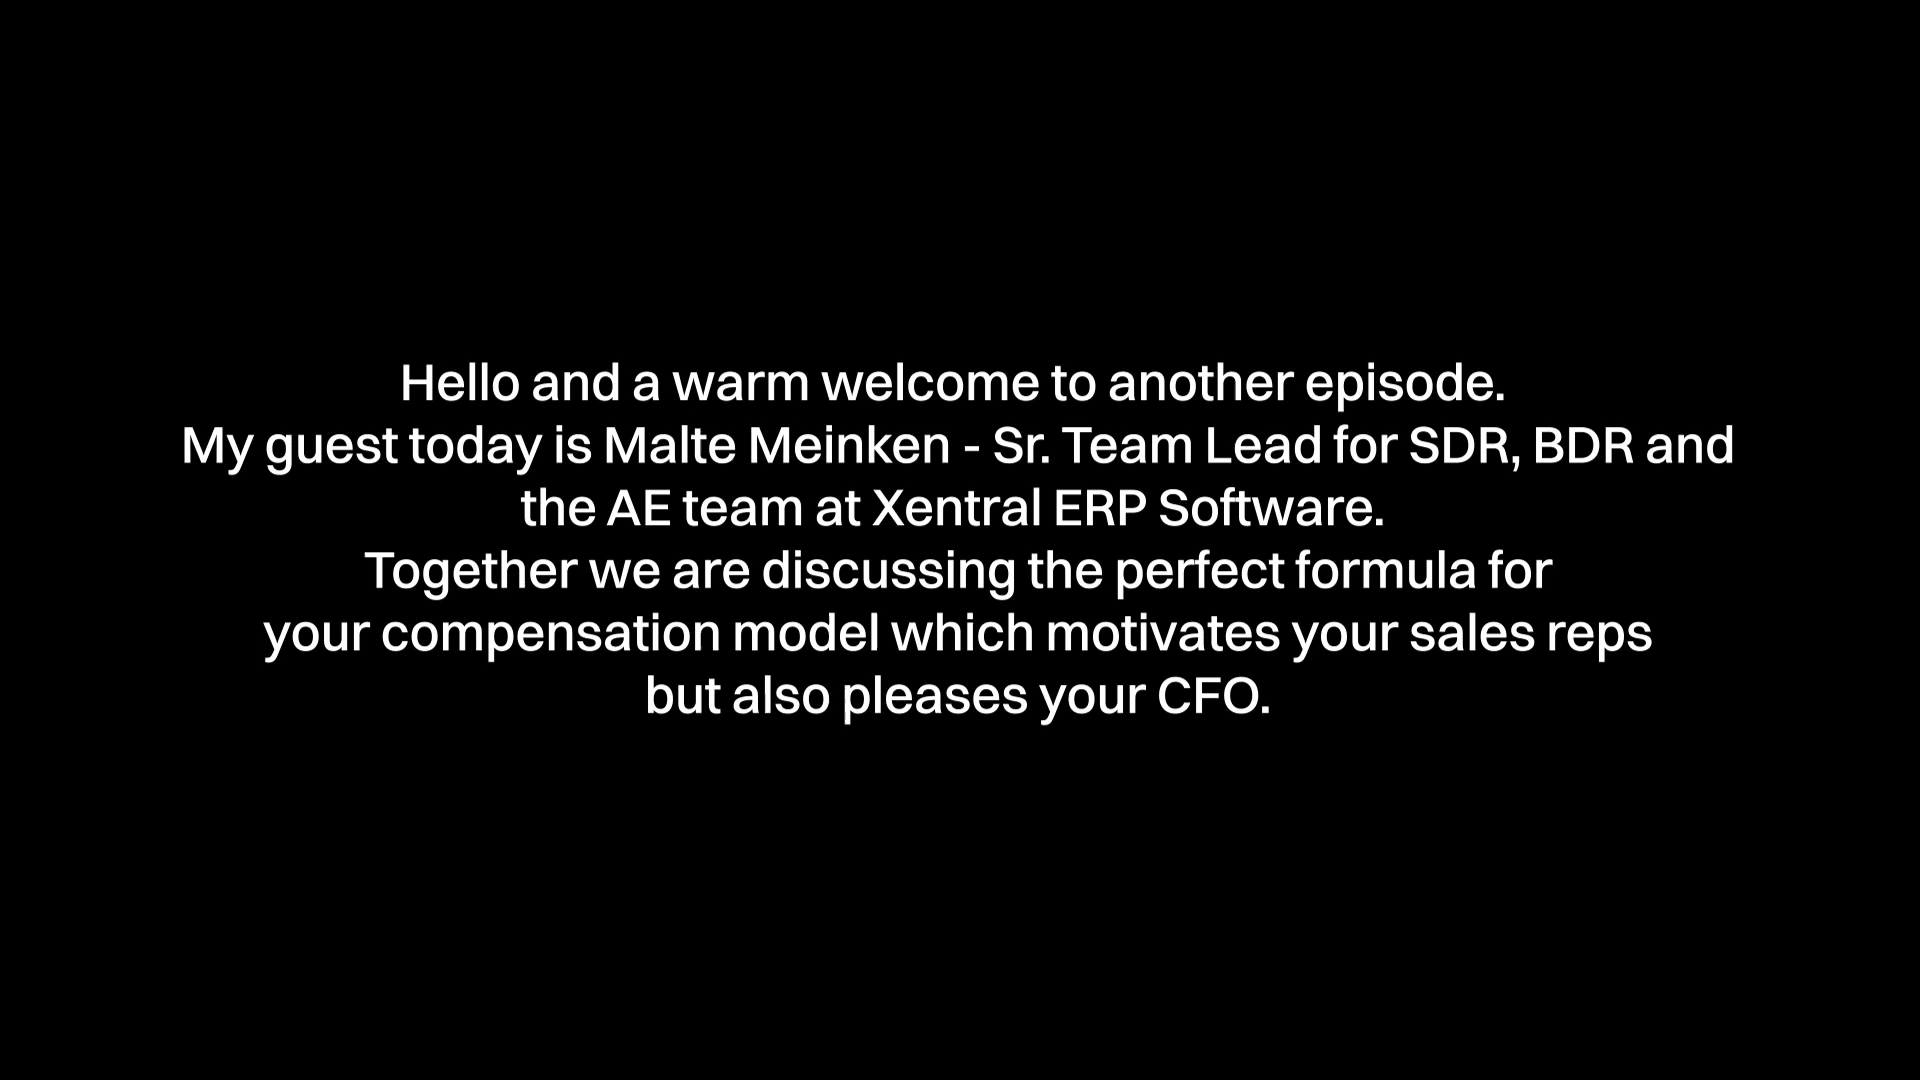 Hello and a warm welcome to another episode.
My guest today is Malte Meinken - Sr. Team Lead for SDR, BDR and
the AE team at Xentral ERP Software.
Together we are discussing the perfect formula for
your compensation model which motivates your sales reps
but also pleases your CFO.